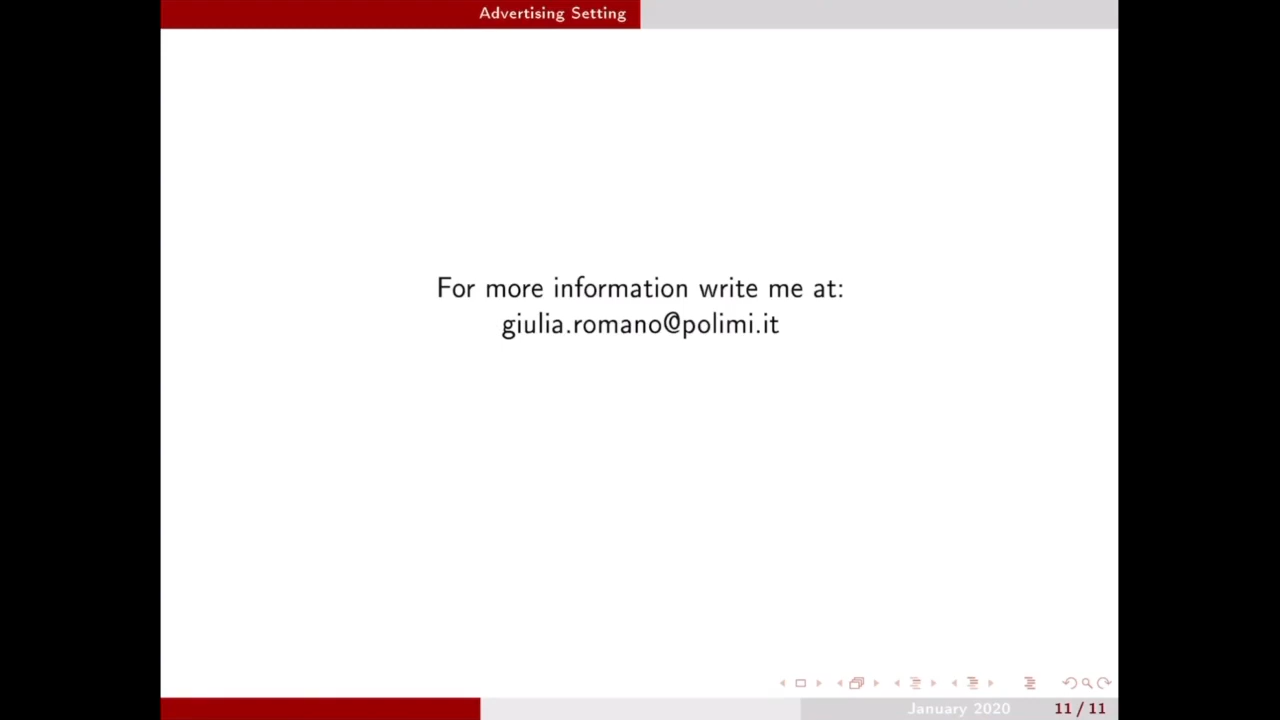 Advertising Setting
For more information write me at:
giulia.romano@polimi.it
January 2020
11 / 11